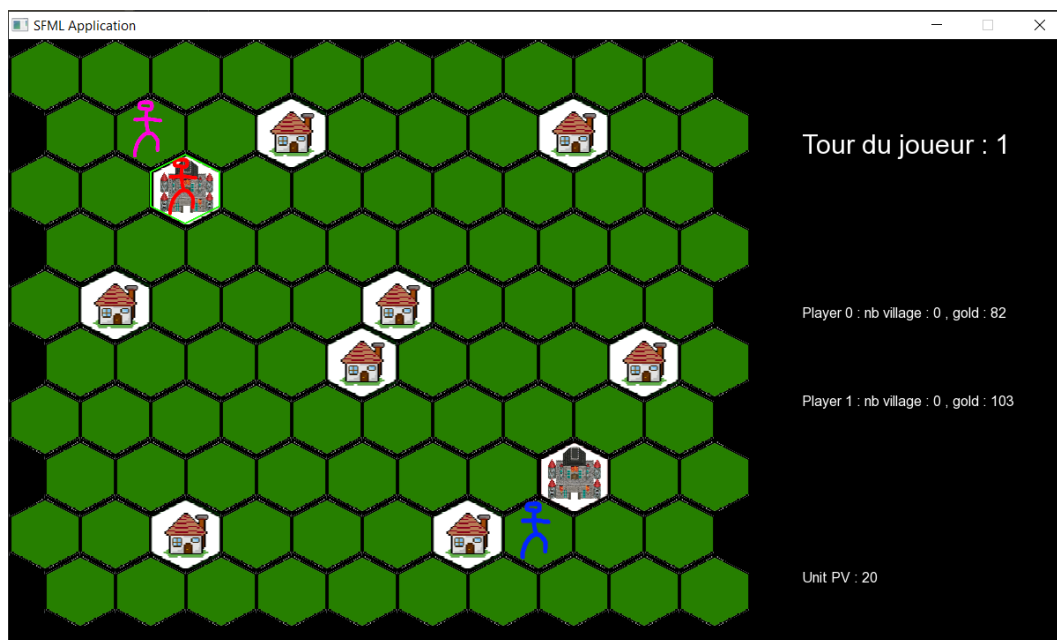 SFML Application
Tour du joueur : 1
Player 0 : nb village : 0 , gold : 82
Player 1 : nb village : 0 , gold : 103
Unit PV : 20